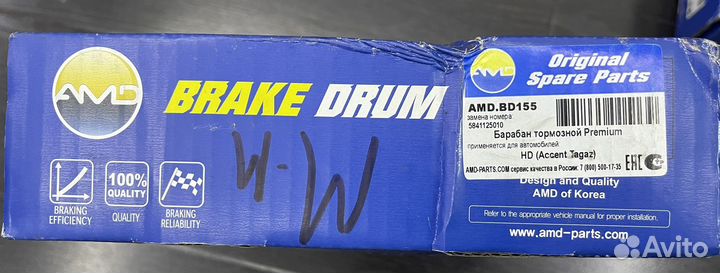 AMD
BRAKE DRUM
W-W
BRAKING
EFFICIENCY
100%
QUALITY
QUALITY
BRAKING
RELIABILITY
AMD
Original
Spare Parts
AMD.BD155
замена номера:
5841125010
Барабан тормозной Premium
применяется для автомобилей
HD (Accent Tagaz)
AMD-PARTS.COM сервис качества в России: 7 (800) 500-17-35
EAC
Design and Quality
AMD of Korea
Refer to the appropriate vehicle manual for proper installation.
www.amd-parts.com
Avito